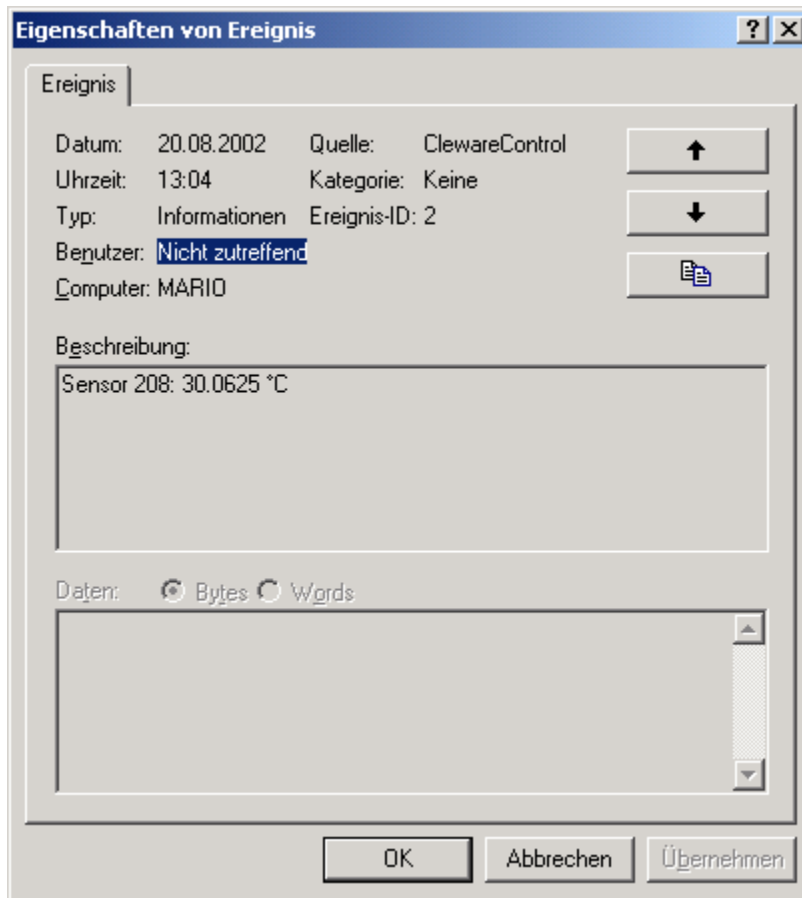 Eigenschaften von Ereignis
Ereignis
Datum: 20.08.2002 Quelle: ClewareControl
Uhrzeit: 13:04 Kategorie: Keine
Typ: Informationen Ereignis-ID: 2
Benutzer: Nicht zutreffend
Computer: MARIO
Beschreibung:
Sensor 208: 30.0625 °C
Daten: Bytes Words
OK Abbrechen Übernehmen